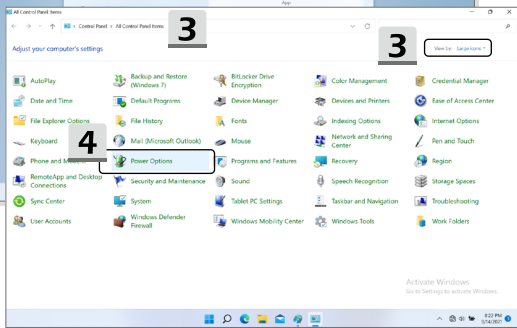 App
All Control Panel Items
Control Panel > All Control Panel Items
3
3
Adjust your computer's settings
View by: Large icons
AutoPlay
Backup and Restore
(Windows 7)
BitLocker Drive
Encryption
Color Management
Credential Manager
Date and Time
Default Programs
Device Manager
Devices and Printers
Ease of Access Center
File Explorer Options
File History
Fonts
Indexing Options
Internet Options
Keyboard
4
Mail (Microsoft Outlook)
Mouse
Network and Sharing
Center
Pen and Touch
Phone and
Power Options
Programs and Features
Recovery
Region
RemoteApp and Desktop
Connections
Security and Maintenance
Sound
Speech Recognition
Storage Spaces
Sync Center
System
Tablet PC Settings
Taskbar and Navigation
Troubleshooting
User Accounts
Windows Defender
Firewall
Windows Mobility Center
Windows Tools
Work Folders
Activate Windows
Go to Settings to activate Windows.
8:22 PM
5/14/2021